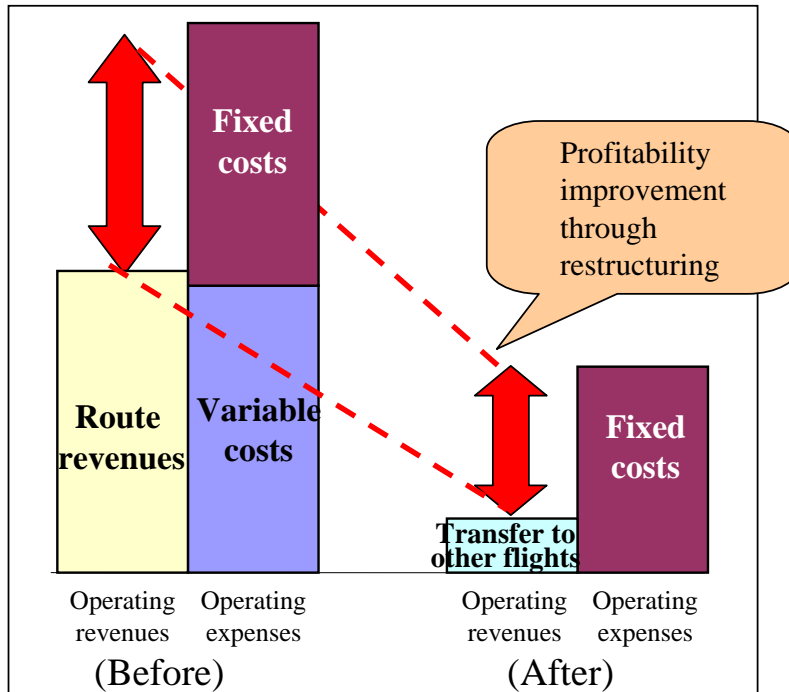 Fixed
costs
Profitability
improvement
through
restructuring
Route
revenues
Variable
costs
Fixed
costs
Transfer to
other flights
Operating
revenues
Operating
expenses
Operating
revenues
Operating
expenses
(Before)
(After)